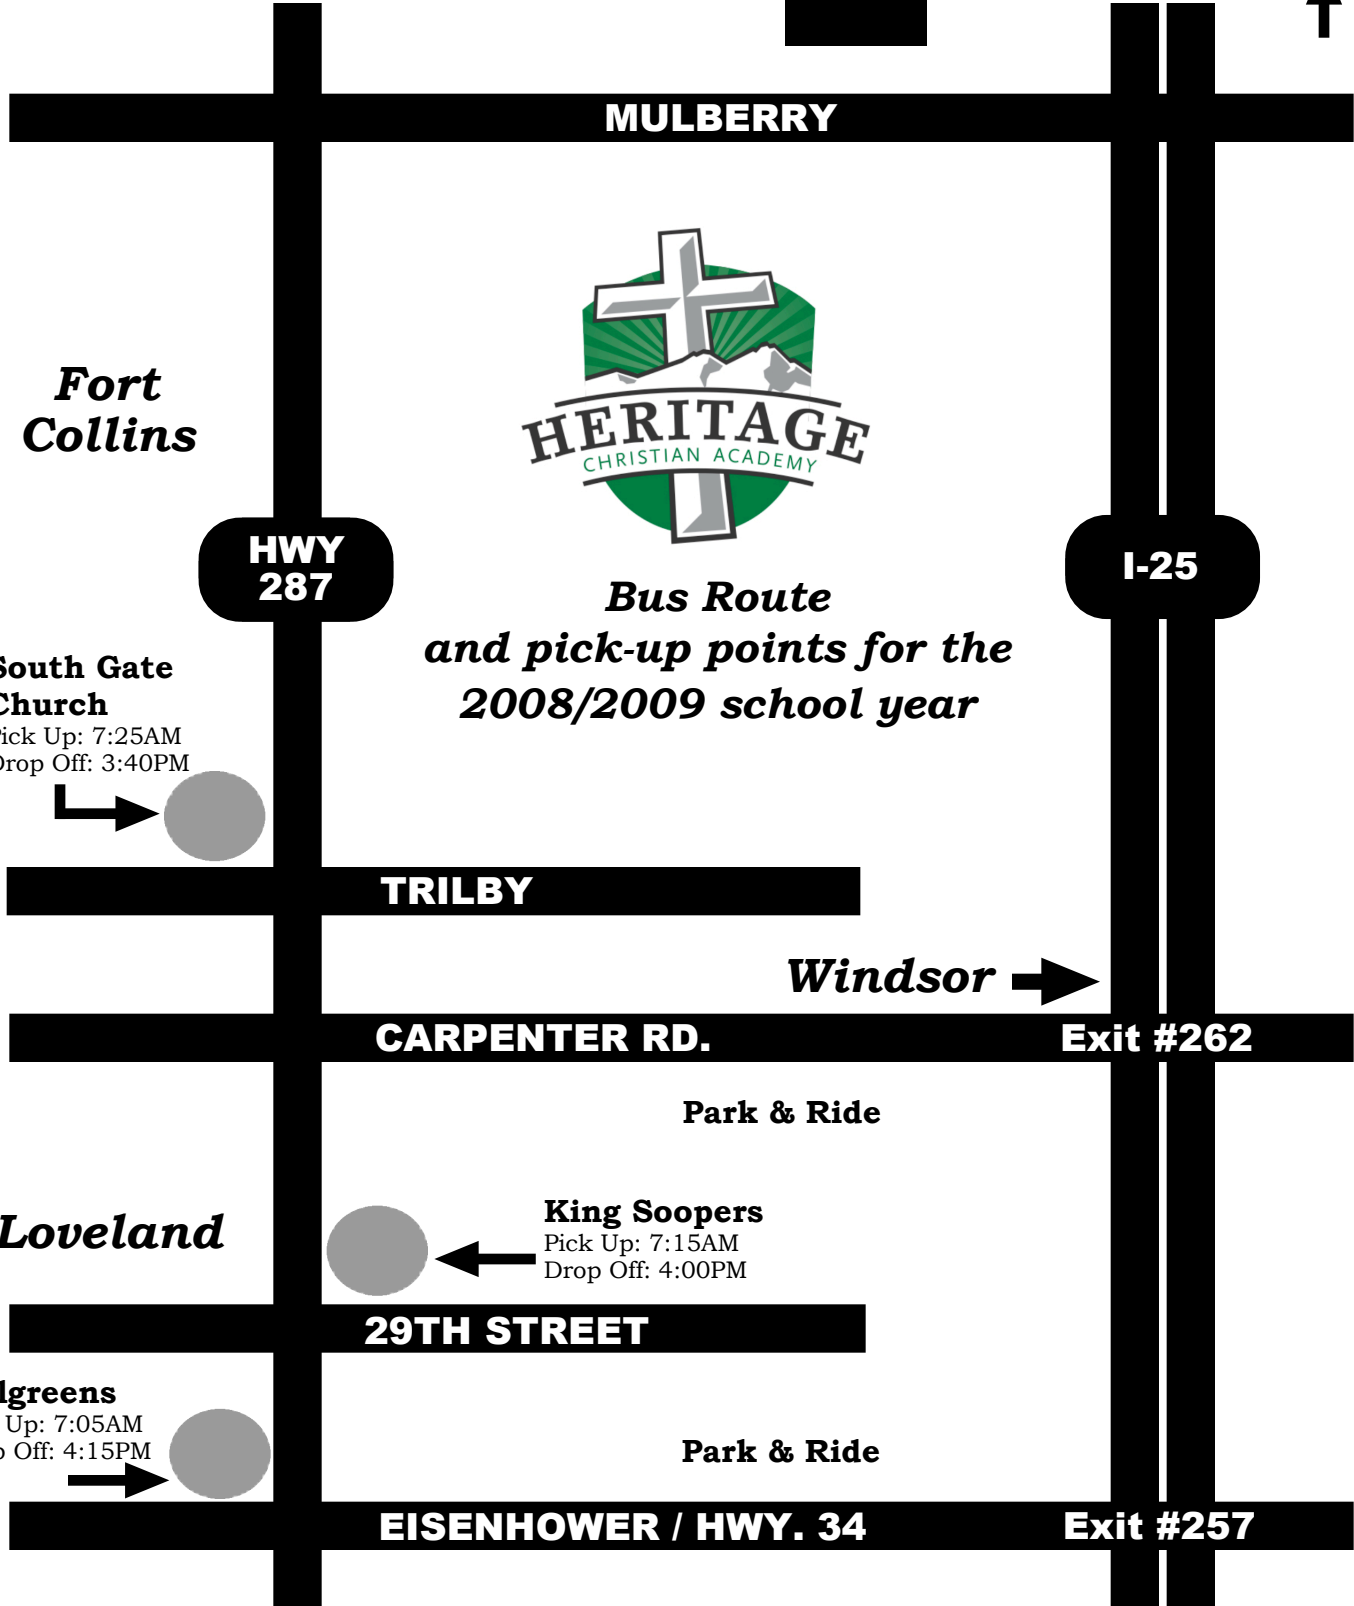 MULBERRY
HERITAGE
CHRISTIAN ACADEMY
Fort
Collins
HWY
287
I-25
Bus Route
and pick-up points for the
2008/2009 school year
South Gate
Church
Pick Up: 7:25AM
Drop Off: 3:40PM
TRILBY
Windsor
CARPENTER RD.
Exit #262
Park & Ride
Loveland
King Soopers
Pick Up: 7:15AM
Drop Off: 4:00PM
29TH STREET
lgreens
Up: 7:05AM
Off: 4:15PM
Park & Ride
EISENHOWER / HWY. 34
Exit #257